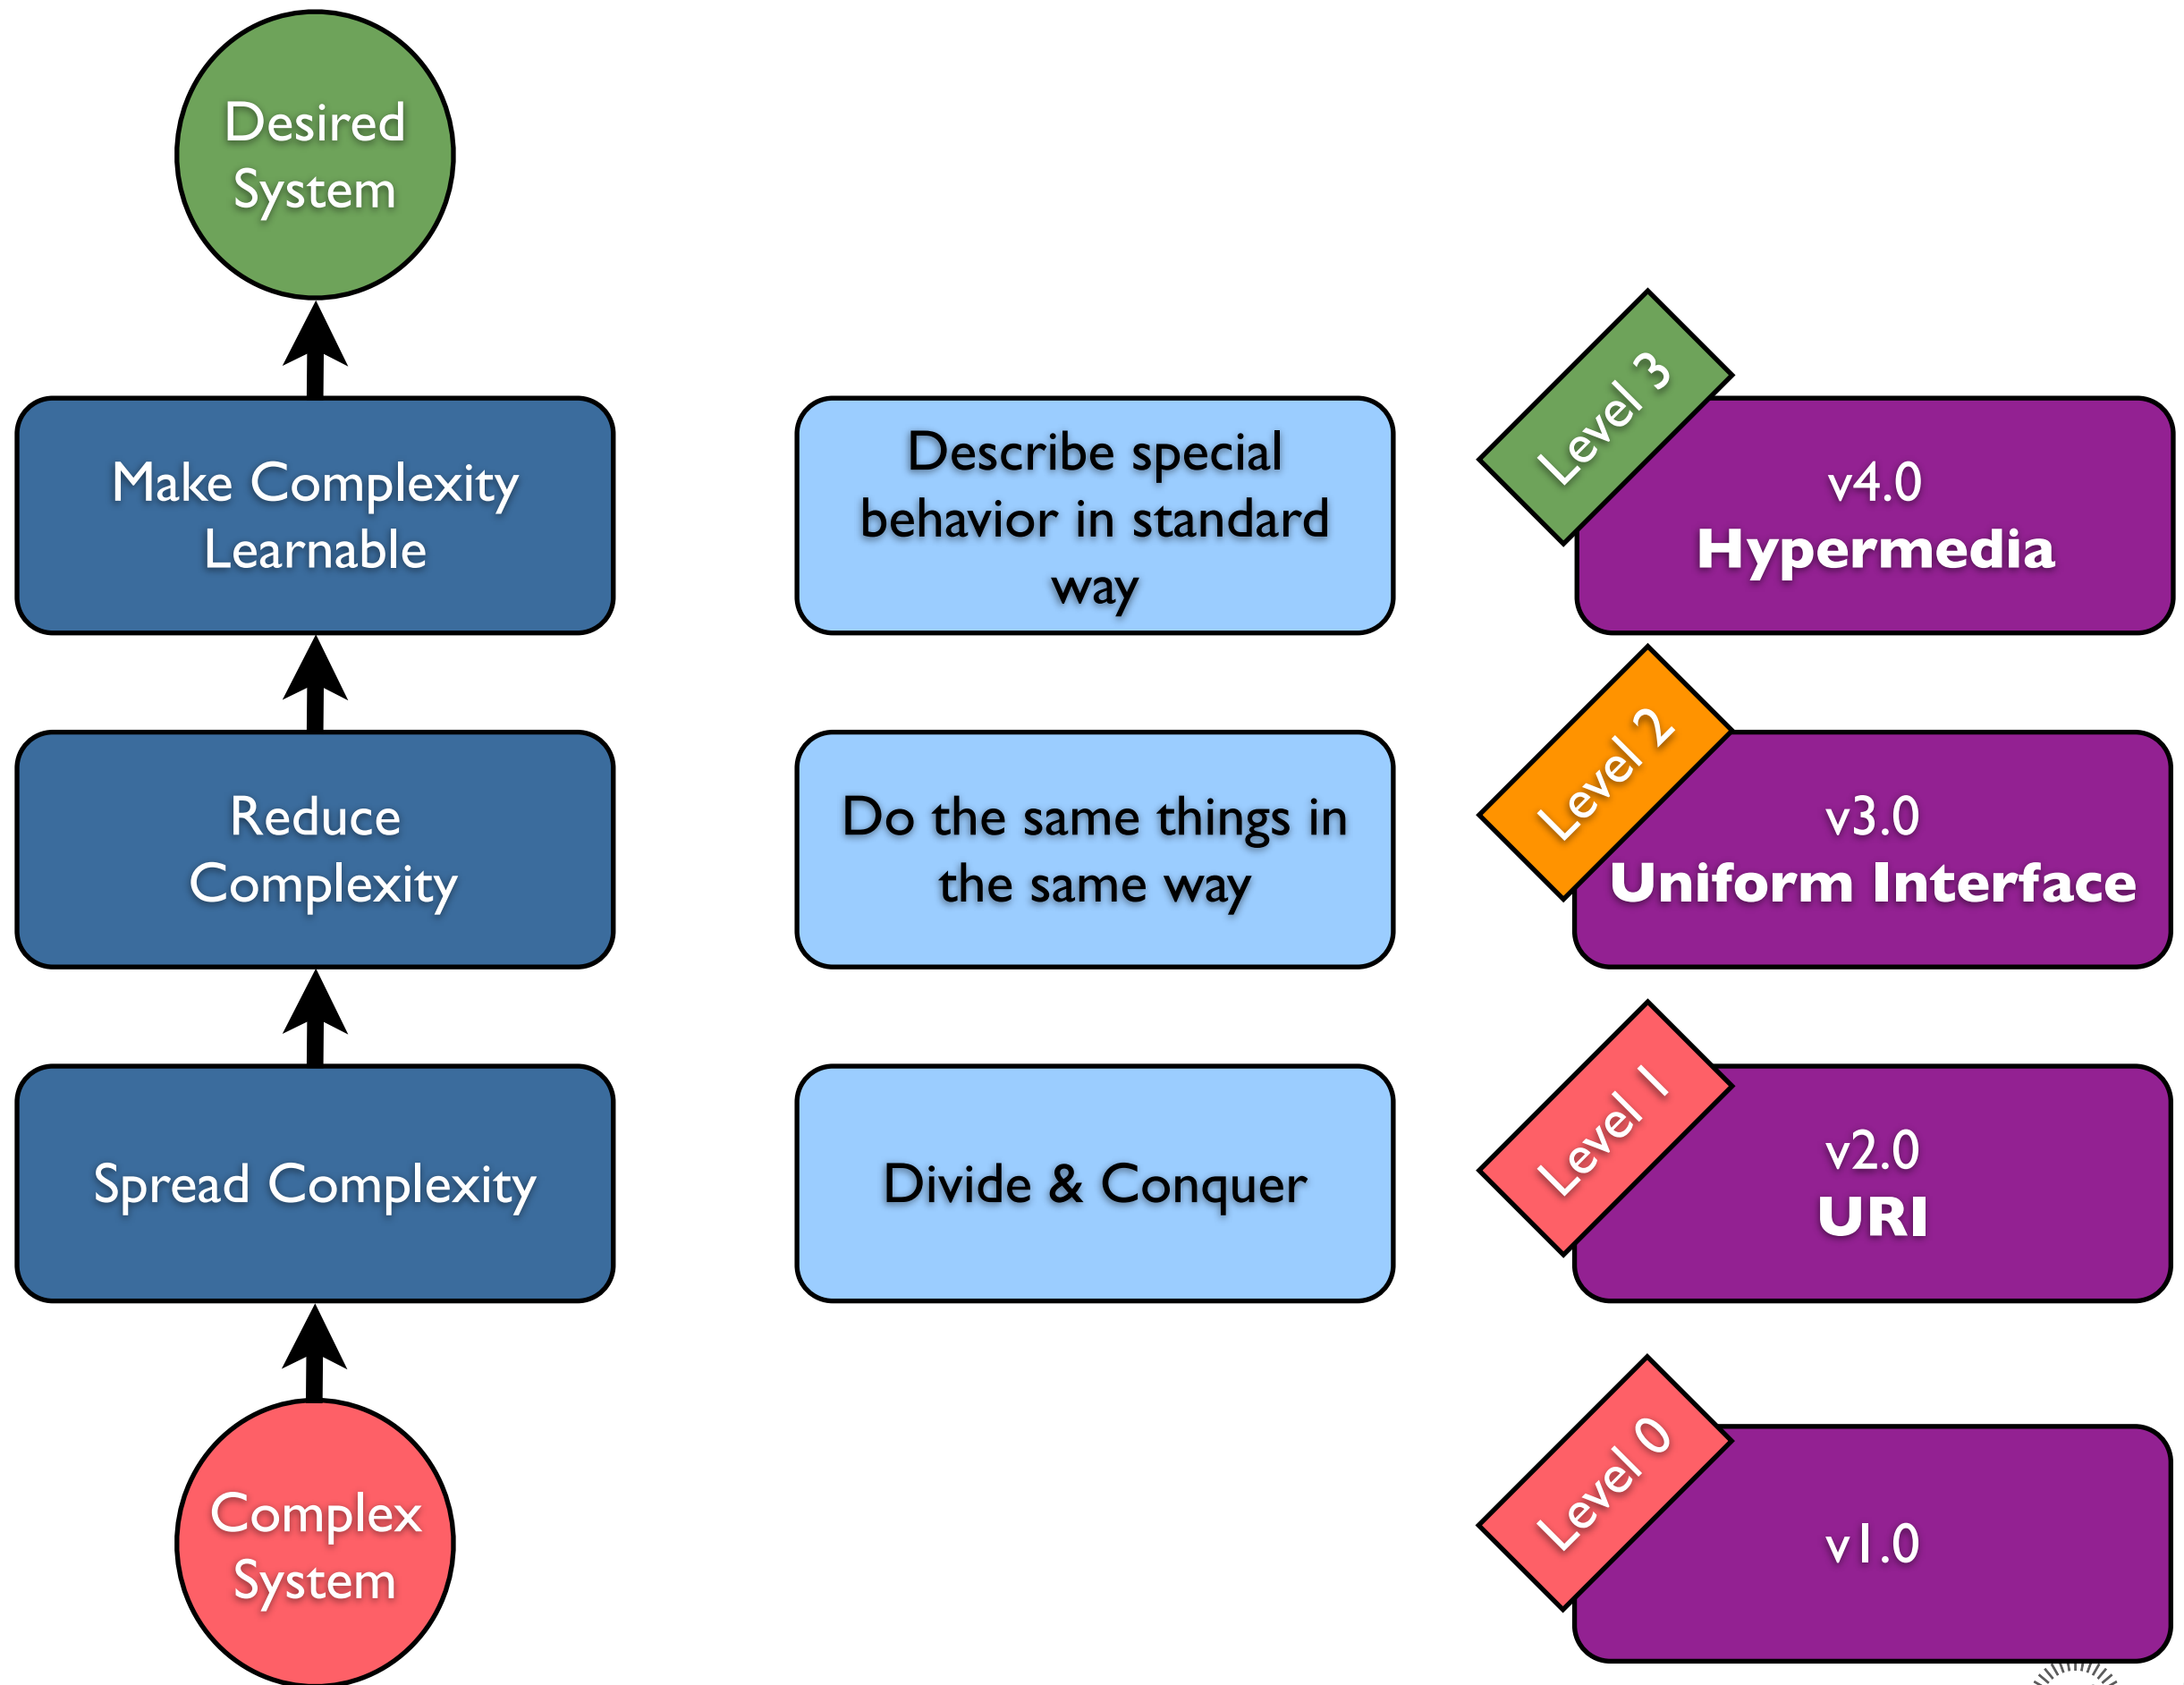 Desired
System
Make Complexity
Learnable
Describe special
behavior in standard
way
Level 3
v4.0
Hypermedia
Reduce
Complexity
Do the same things in
the same way
Level 2
v3.0
Uniform Interface
Spread Complexity
Divide & Conquer
Level 1
v2.0
URI
Complex
System
Level 0
v1.0